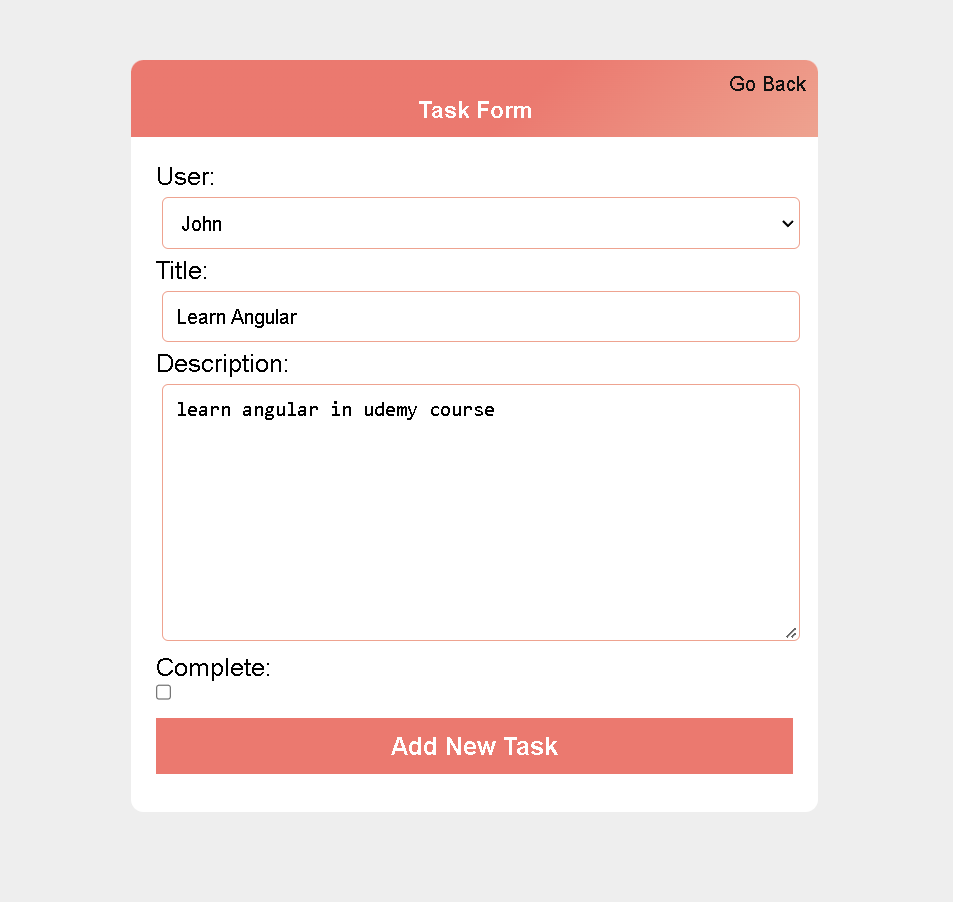 Go Back
Task Form
User:
John
Title:
Learn Angular
Description:
learn angular in udemy course
Complete:
Add New Task